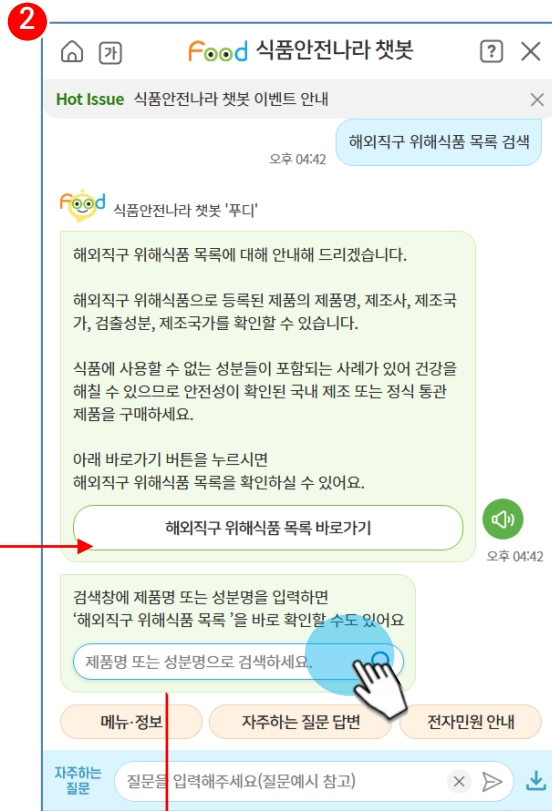 2
가 Food 식품안전나라 챗봇 ?
Hot Issue 식품안전나라 챗봇 이벤트 안내
해외직구 위해식품 목록 검색
오후 04:42
Food 식품안전나라 챗봇 '푸디'
해외직구 위해식품 목록에 대해 안내해 드리겠습니다.
해외직구 위해식품으로 등록된 제품의 제품명, 제조사, 제조국
가, 검출성분, 제조국가를 확인할 수 있습니다.
식품에 사용할 수 없는 성분들이 포함되는 사례가 있어 건강을
해칠 수 있으므로 안전성이 확인된 국내 제조 또는 정식 통관
제품을 구매하세요.
아래 바로가기 버튼을 누르시면
해외직구 위해식품 목록을 확인하실 수 있어요.
해외직구 위해식품 목록 바로가기
오후 04:42
검색창에 제품명 또는 성분명을 입력하면
‘해외직구 위해식품 목록 ’을 바로 확인할 수도 있어요
제품명 또는 성분명으로 검색하세요.
메뉴·정보 자주하는 질문 답변 전자민원 안내
자주하는
질문
질문을 입력해주세요(질문예시 참고)